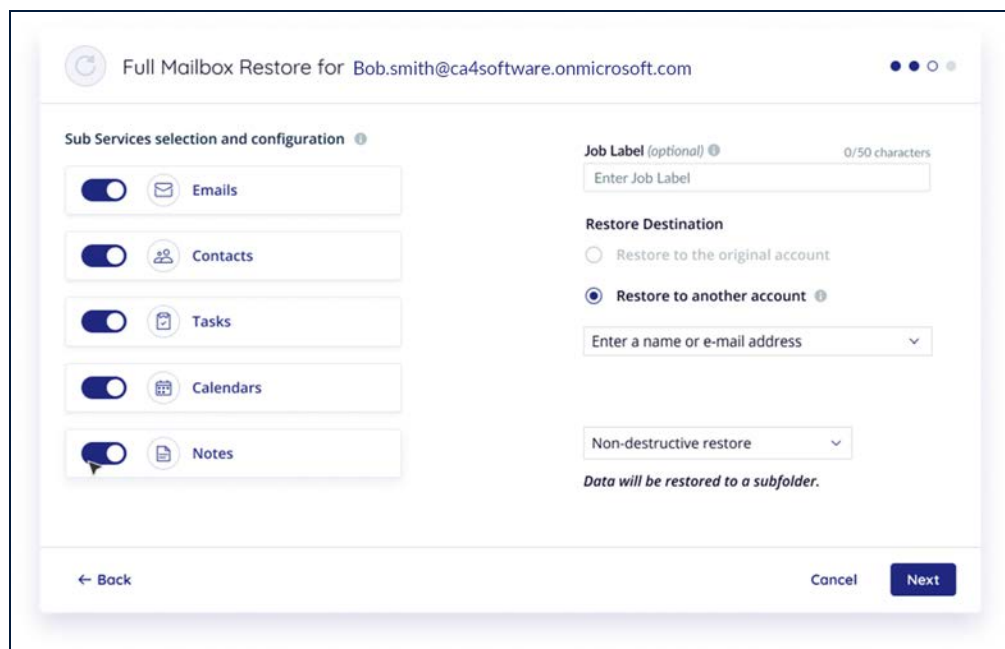 Full Mailbox Restore for Bob.smith@ca4software.onmicrosoft.com
Sub Services selection and configuration
Emails
Contacts
Tasks
Calendars
Notes
Job Label (optional)
0/50 characters
Enter Job Label
Restore Destination
Restore to the original account
Restore to another account
Enter a name or e-mail address
Non-destructive restore
Data will be restored to a subfolder.
← Back
Cancel
Next